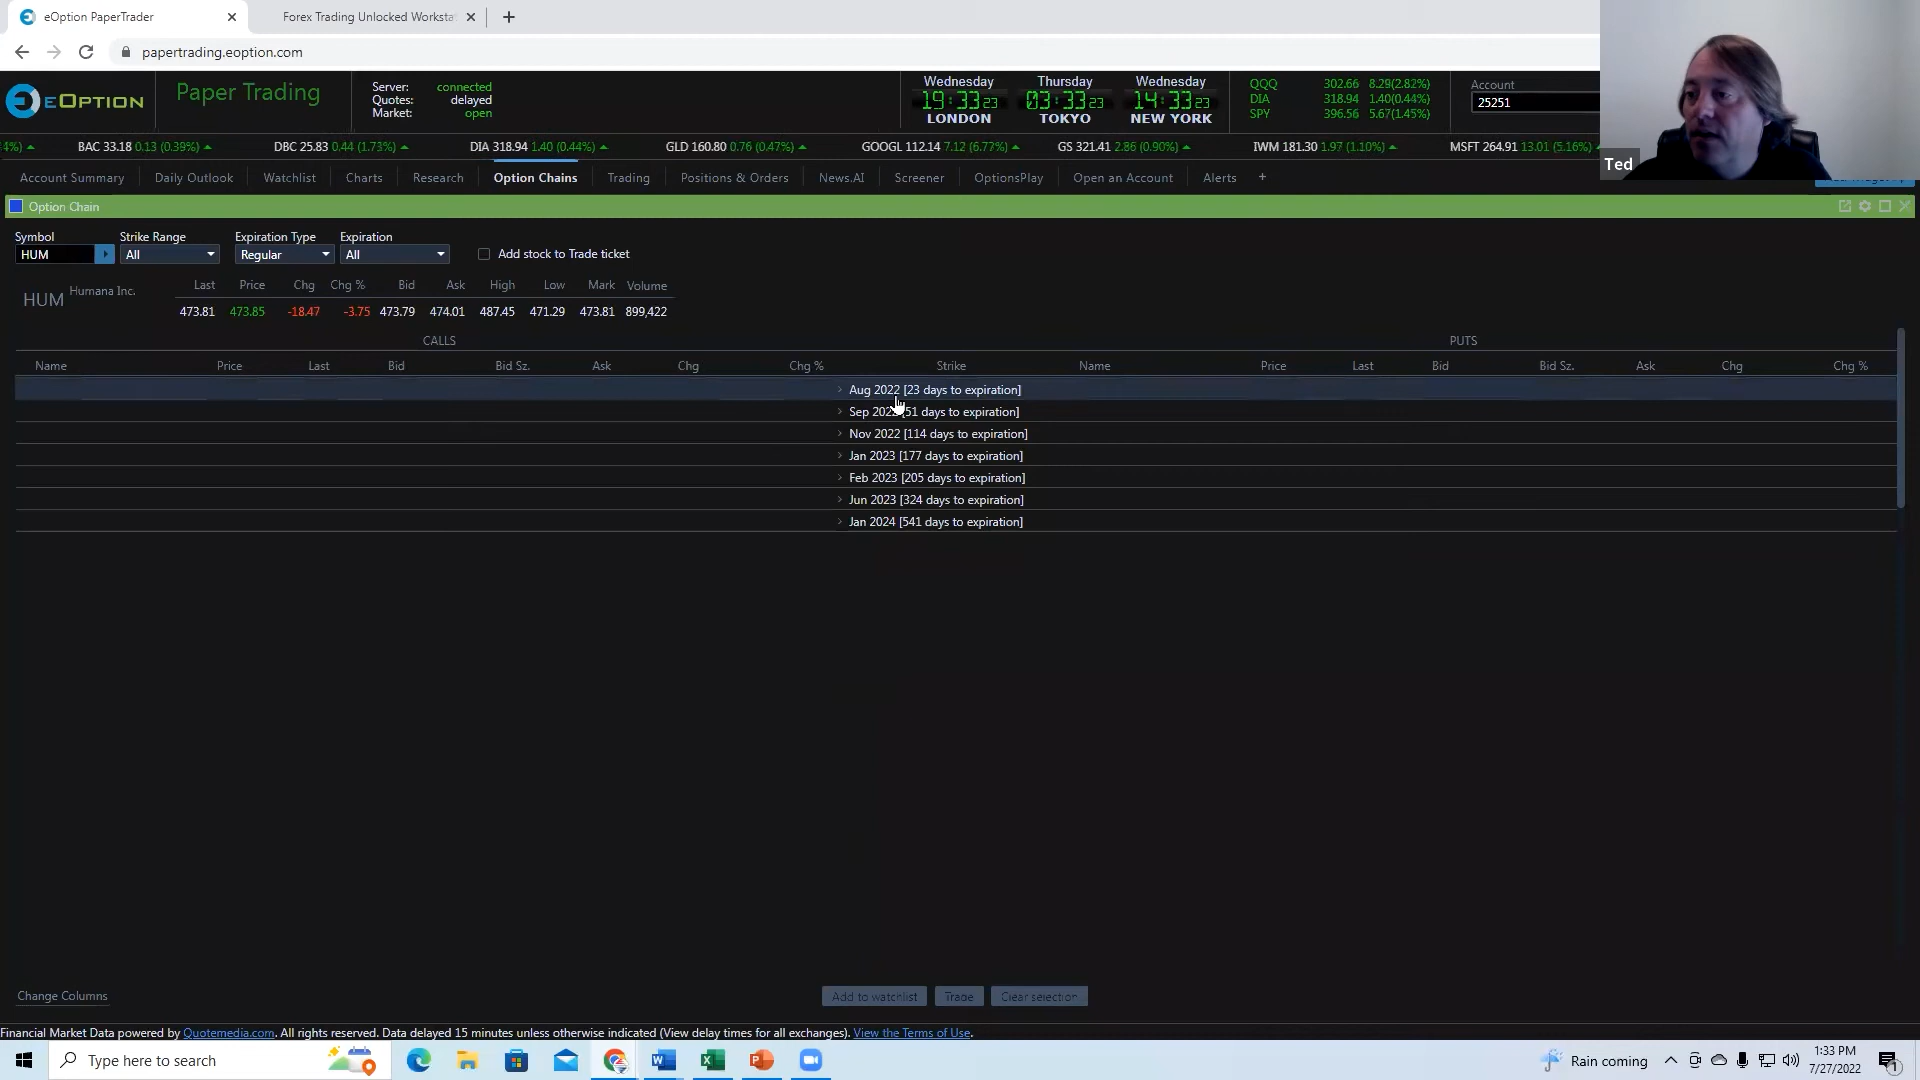 eOption PaperTrader
Forex Trading Unlocked Worksta
papertrading.eoption.com
eOPTION
Paper Trading
Server: connected
Quotes: delayed
Market: open
Wednesday Thursday Wednesday
19:33 23 03:33 23 14:33 23
LONDON TOKYO NEW YORK
QQQ 302.66 8.29(2.82%)
DIA 318.94 1.40(0.44%)
SPY 396.56 5.67(1.45%)
Account
25251
Ted
4%) BAC 33.18 0.13 (0.39%) DBC 25.83 0.44 (1.73%) DIA 318.94 1.40 (0.44%) GLD 160.80 0.76 (0.47%) GOOGL 112.14 7.12 (6.77%) GS 321.41 2.86 (0.90%) IWM 181.30 1.97 (1.10%) MSFT 264.91 13.01 (5.16%)
Account Summary Daily Outlook Watchlist Charts Research Option Chains Trading Positions & Orders News.AI Screener OptionsPlay Open an Account Alerts +
Option Chain
Symbol Strike Range Expiration Type Expiration
HUM All Regular All Add stock to Trade ticket
HUM Humana Inc.
Last Price Chg Chg % Bid Ask High Low Mark Volume
473.81 473.85 -18.47 -3.75 473.79 474.01 487.45 471.29 473.81 899,422
CALLS PUTS
Name Price Last Bid Bid Sz. Ask Chg Chg % Strike Name Price Last Bid Bid Sz. Ask Chg Chg %
Aug 2022 [23 days to expiration]
Sep 2022 [51 days to expiration]
Nov 2022 [114 days to expiration]
Jan 2023 [177 days to expiration]
Feb 2023 [205 days to expiration]
Jun 2023 [324 days to expiration]
Jan 2024 [541 days to expiration]
Change Columns Add to watchlist Trade Clear selection
Financial Market Data powered by Quotemedia.com. All rights reserved. Data delayed 15 minutes unless otherwise indicated (View delay times for all exchanges). View the Terms of Use.
Type here to search
Rain coming
1:33 PM
7/27/2022
1